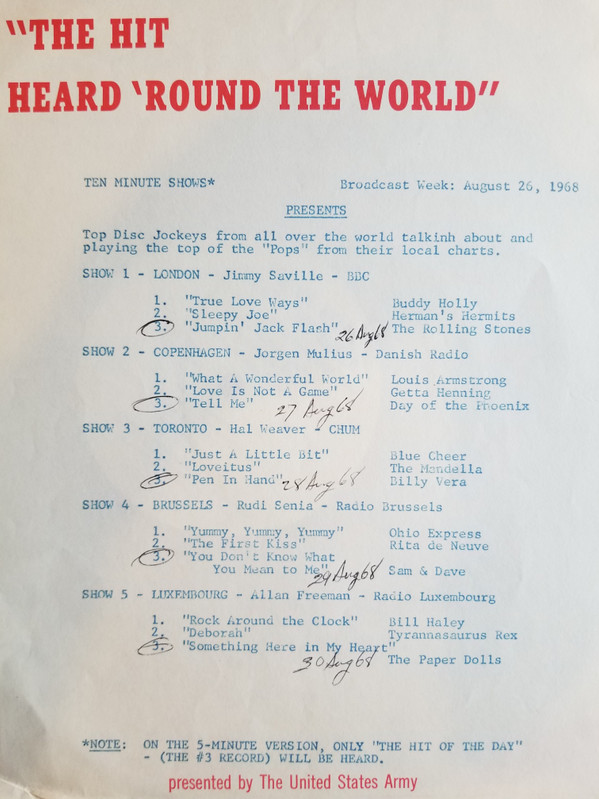 "THE HIT
HEARD 'ROUND THE WORLD"
TEN MINUTE SHOWS* Broadcast Week: August 26, 1968
PRESENTS
Top Disc Jockeys from all over the world talkinh about and
playing the top of the "Pops" from their local charts.
SHOW 1 - LONDON - Jimmy Saville - BBC
1. "True Love Ways" Buddy Holly
2. "Sleepy Joe" Herman's Hermits
3. "Jumpin' Jack Flash" 26 Aug 68 The Rolling Stones
SHOW 2 - COPENHAGEN - Jorgen Mulius - Danish Radio
1. "What A Wonderful World" Louis Armstrong
2. "Love Is Not A Game" Getta Henning
3. "Tell Me" 27 Aug 68 Day of the Phoenix
SHOW 3 - TORONTO - Hal Weaver - CHUM
1. "Just A Little Bit" Blue Cheer
2. "Loveitus" The Mandella
3. "Pen In Hand" 28 Aug 68 Billy Vera
SHOW 4 - BRUSSELS - Rudi Senia - Radio Brussels
1. "Yummy, Yummy, Yummy" Ohio Express
2. "The First Kiss" Rita de Neuve
3. "You Don't Know What
You Mean to Me" 29 Aug 68 Sam & Dave
SHOW 5 - LUXEMBOURG - Allan Freeman - Radio Luxembourg
1. "Rock Around the Clock" Bill Haley
2. "Deborah" Tyrannasaurus Rex
3. "Something Here in My Heart"
30 Aug 68 The Paper Dolls
*NOTE: ON THE 5-MINUTE VERSION, ONLY "THE HIT OF THE DAY"
- (THE #3 RECORD) WILL BE HEARD.
presented by The United States Army